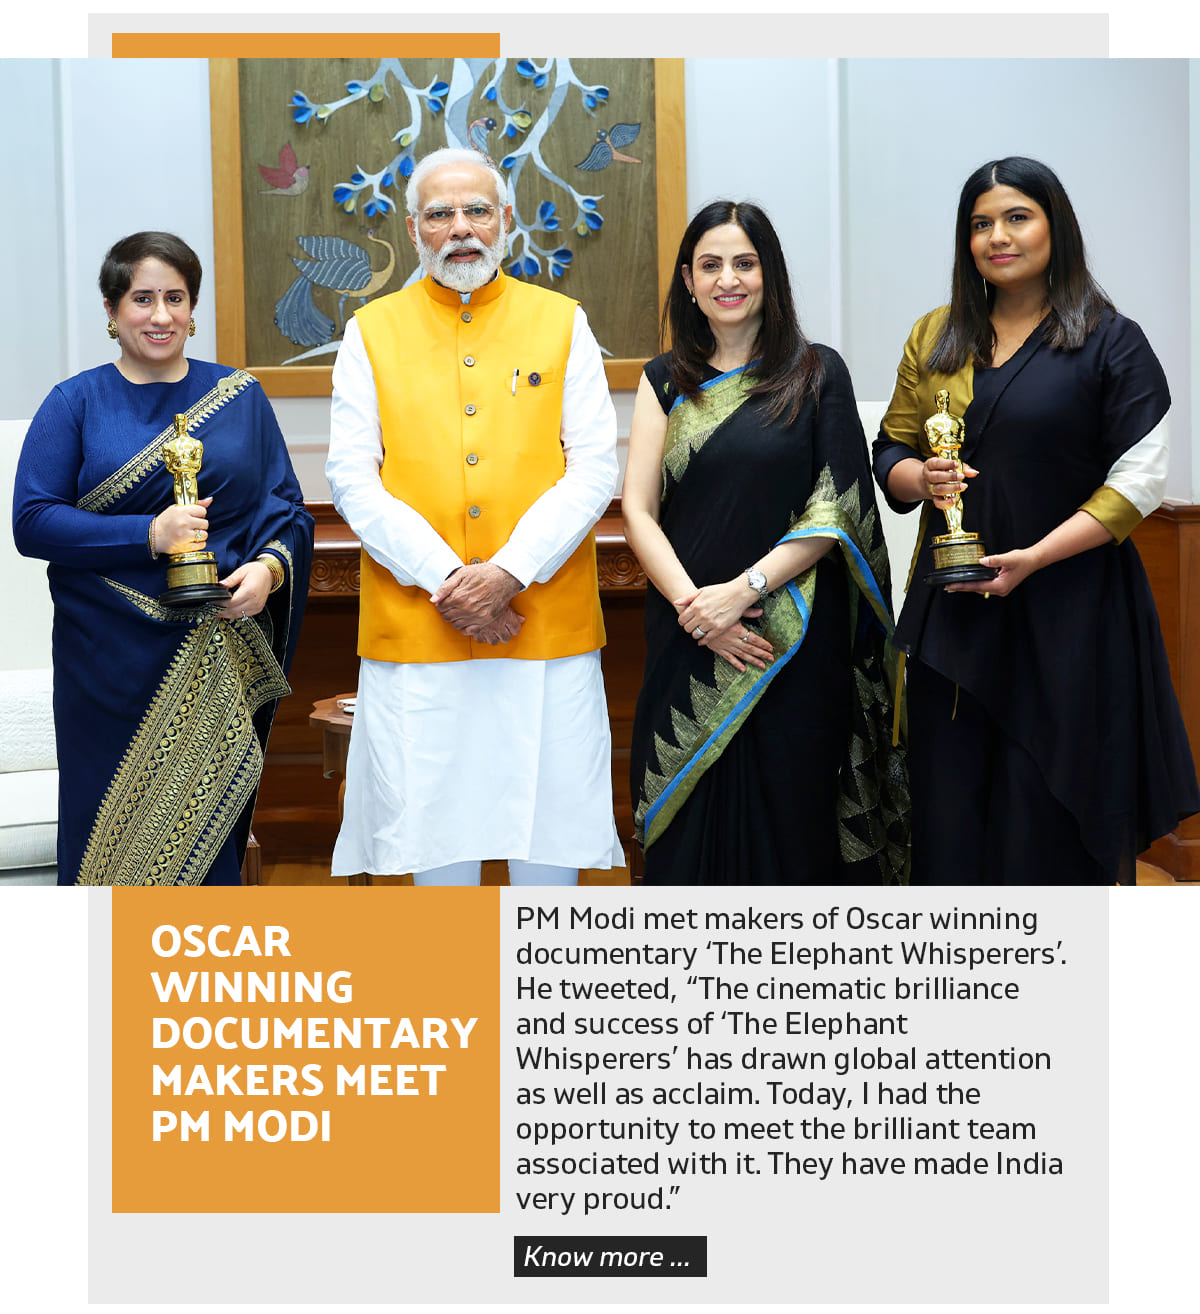 OSCAR
WINNING
DOCUMENTARY
MAKERS MEET
PM MODI
PM Modi met makers of Oscar winning
documentary ‘The Elephant Whisperers’.
He tweeted, “The cinematic brilliance
and success of ‘The Elephant
Whisperers’ has drawn global attention
as well as acclaim. Today, I had the
opportunity to meet the brilliant team
associated with it. They have made India
very proud.”
Know more ...